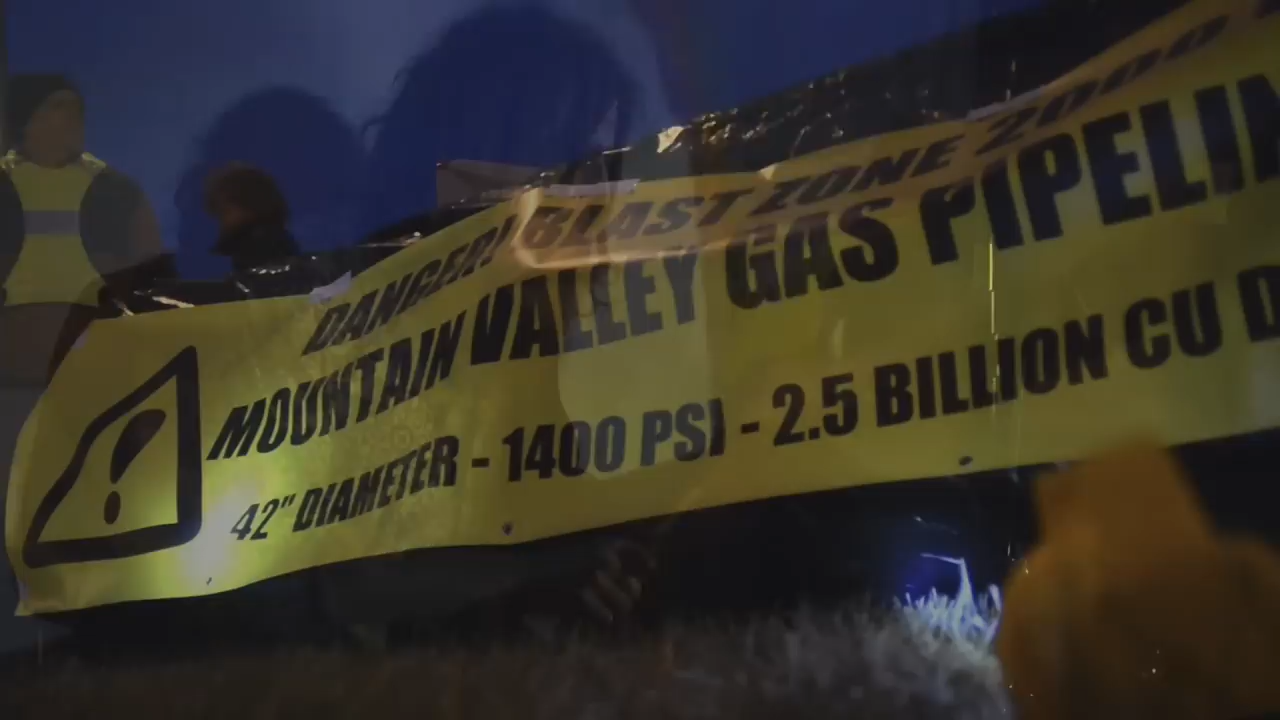 DANGER! BLAST ZONE 2000
MOUNTAIN VALLEY GAS PIPELIN
42" DIAMETER - 1400 PSI - 2.5 BILLION CU